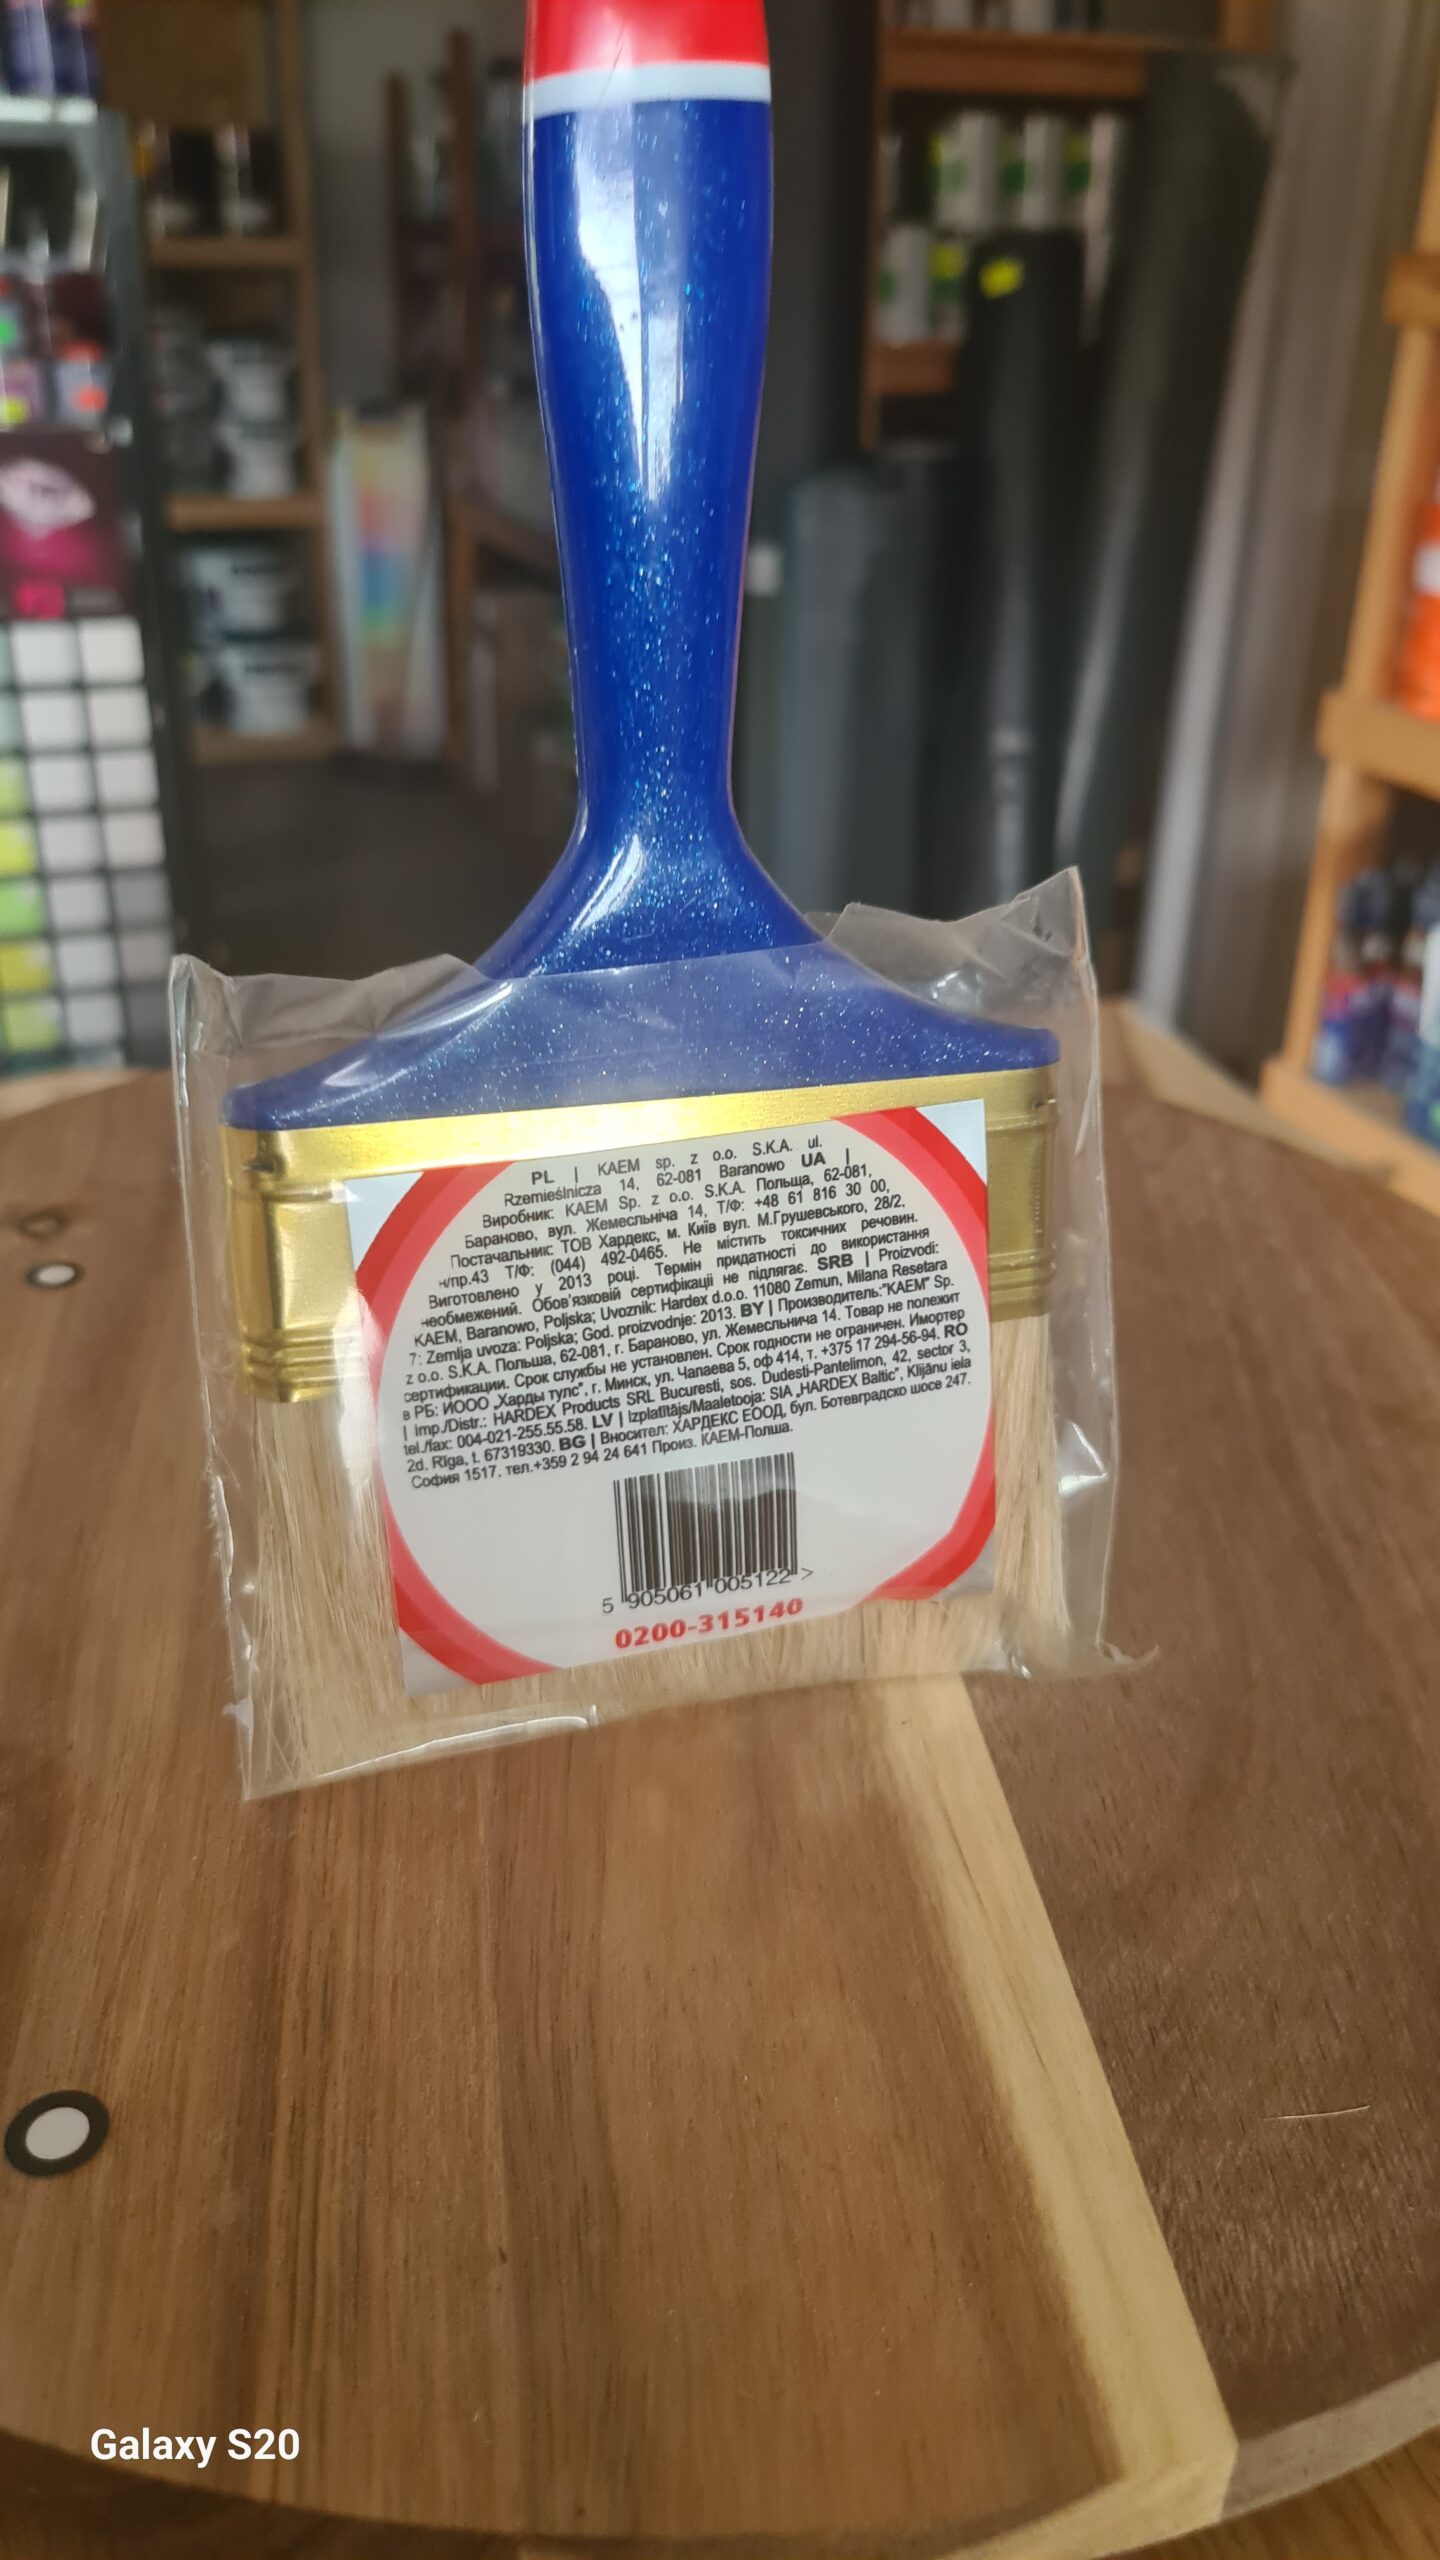 PL | KAEM sp. z o.o. S.K.A. ul.
Rzemieślnicza 14, 62-081 Baranowo UA |
Виробник: KAEM Sp. z o.o. S.K.A. Польща, 62-081,
Бараново, вул. Жемесльніча 14, Т/Ф: +48 61 816 30 00,
Постачальник: ТОВ Хардекс, м. Київ вул. М.Грушевського, 28/2,
н/пр.43 Т/Ф: (044) 492-0465. Не містить токсичних речовин.
Виготовлено у 2013 році. Термін придатності до використання
необмежений. Обов'язковій сертифікаціі не підлягає. SRB | Proizvodi:
KAEM, Baranowo, Poljska; Uvoznik: Hardex d.o.o. 11080 Zemun, Milana Resetara
7; Zemlja uvoza: Poljska; God. proizvodnje: 2013. BY | Производитель:"KAEM" Sp.
z o.o. S.K.A. Польша, 62-081, г. Бараново, ул. Жемесльнича 14. Товар не полежит
сертификации. Срок службы не установлен. Срок годности не ограничен. Имортер
в РБ: ИООО „Харды тулс", г. Минск, ул. Чапаева 5, оф 414, т. +375 17 294-56-94. RO
| Imp./Distr.: HARDEX Products SRL Bucuresti, sos. Dudesti-Pantelimon, 42, sector 3,
tel./fax: 004-021-255.55.58. LV | Izplatītājs/Maaletooja: SIA „HARDEX Baltic", Klijānu iela
2d. Rīga, t. 67319330. BG | Вносител: ХАРДЕКС ЕООД, бул. Ботевградско шосе 247.
София 1517. тел.+359 2 94 24 641 Произ. КАЕМ-Полша.
5 905061 005122 >
0200-315140
Galaxy S20